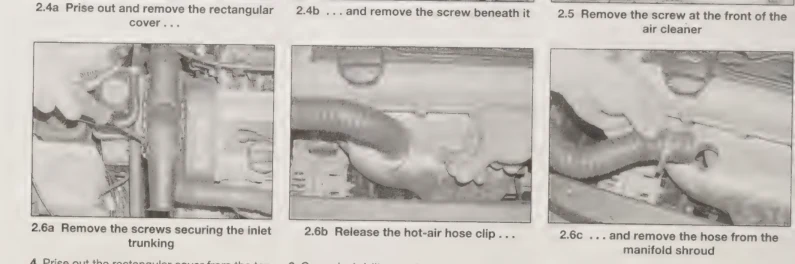 2.4a Prise out and remove the rectangular
cover . . .
2.4b . . . and remove the screw beneath it
2.5 Remove the screw at the front of the
air cleaner
2.6a Remove the screws securing the inlet
trunking
2.6b Release the hot-air hose clip . . .
2.6c . . . and remove the hose from the
manifold shroud
4 Prise out the rectangular cover from the top